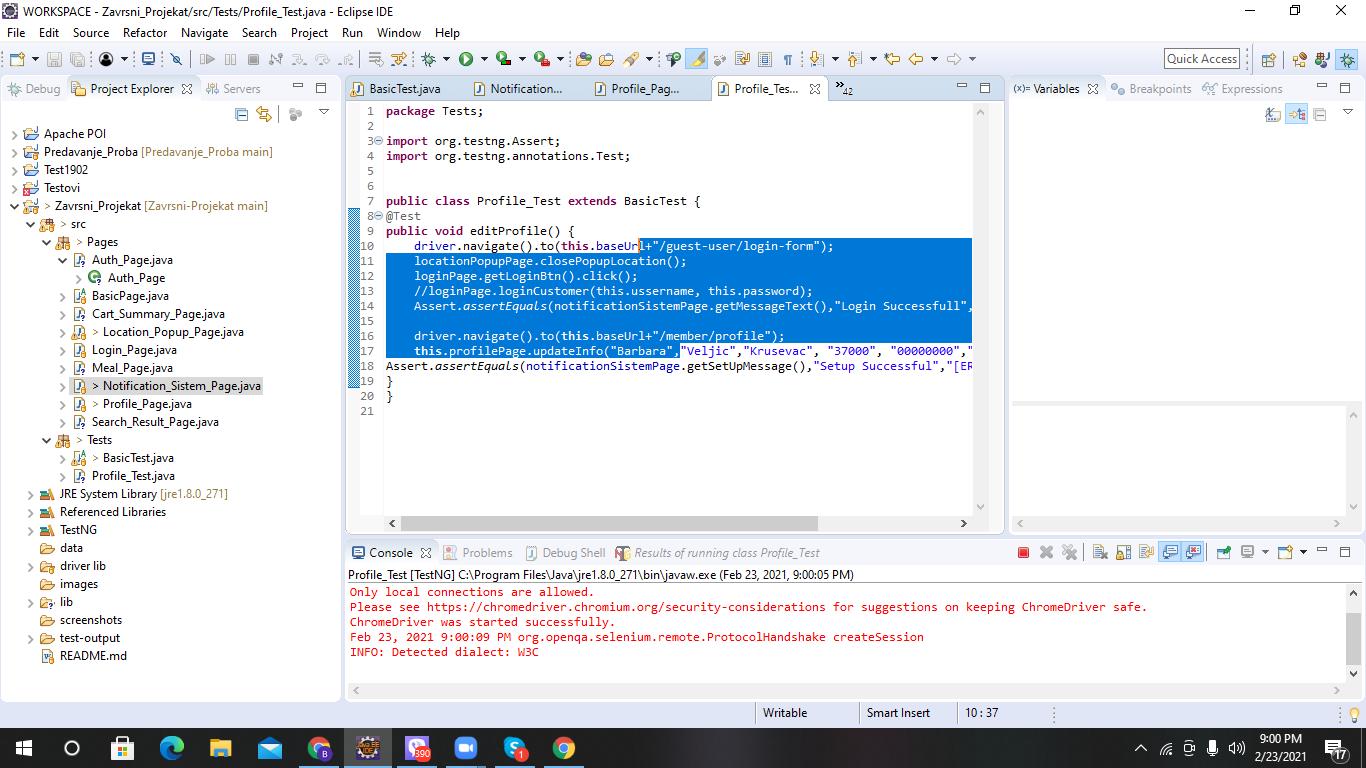 WORKSPACE - Zavrsni_Projekat/src/Tests/Profile_Test.java - Eclipse IDE
File Edit Source Refactor Navigate Search Project Run Window Help
Quick Access
Debug Project Explorer Servers
Apache POI
Predavanje_Proba [Predavanje_Proba main]
Test1902
Testovi
> Zavrsni_Projekat [Zavrsni-Projekat main]
> src
> Pages
Auth_Page.java
Auth_Page
BasicPage.java
Cart_Summary_Page.java
> Location_Popup_Page.java
Login_Page.java
Meal_Page.java
> Notification_Sistem_Page.java
> Profile_Page.java
Search_Result_Page.java
> Tests
> BasicTest.java
Profile_Test.java
JRE System Library [jre1.8.0_271]
Referenced Libraries
TestNG
data
driver lib
images
lib
screenshots
test-output
README.md
BasicTest.java Notification... Profile_Pag... Profile_Tes... »42
1 package Tests;
2
3 import org.testng.Assert;
4 import org.testng.annotations.Test;
5
6
7 public class Profile_Test extends BasicTest {
8 @Test
9 public void editProfile() {
10 driver.navigate().to(this.baseUrl+"/guest-user/login-form");
11 locationPopupPage.closePopupLocation();
12 loginPage.getLoginBtn().click();
13 //loginPage.loginCustomer(this.ussername, this.password);
14 Assert.assertEquals(notificationSistemPage.getMessageText(),"Login Successfull",
15
16 driver.navigate().to(this.baseUrl+"/member/profile");
17 this.profilePage.updateInfo("Barbara","Veljic","Krusevac", "37000", "00000000","
18 Assert.assertEquals(notificationSistemPage.getSetUpMessage(),"Setup Successful","[ER
19 }
20 }
21
(x)= Variables Breakpoints Expressions
Console Problems Debug Shell Results of running class Profile_Test
Profile_Test [TestNG] C:\Program Files\Java\jre1.8.0_271\bin\javaw.exe (Feb 23, 2021, 9:00:05 PM)
Only local connections are allowed.
Please see https://chromedriver.chromium.org/security-considerations for suggestions on keeping ChromeDriver safe.
ChromeDriver was started successfully.
Feb 23, 2021 9:00:09 PM org.openqa.selenium.remote.ProtocolHandshake createSession
INFO: Detected dialect: W3C
Writable Smart Insert 10 : 37
B
390
1
9:00 PM
2/23/2021
17